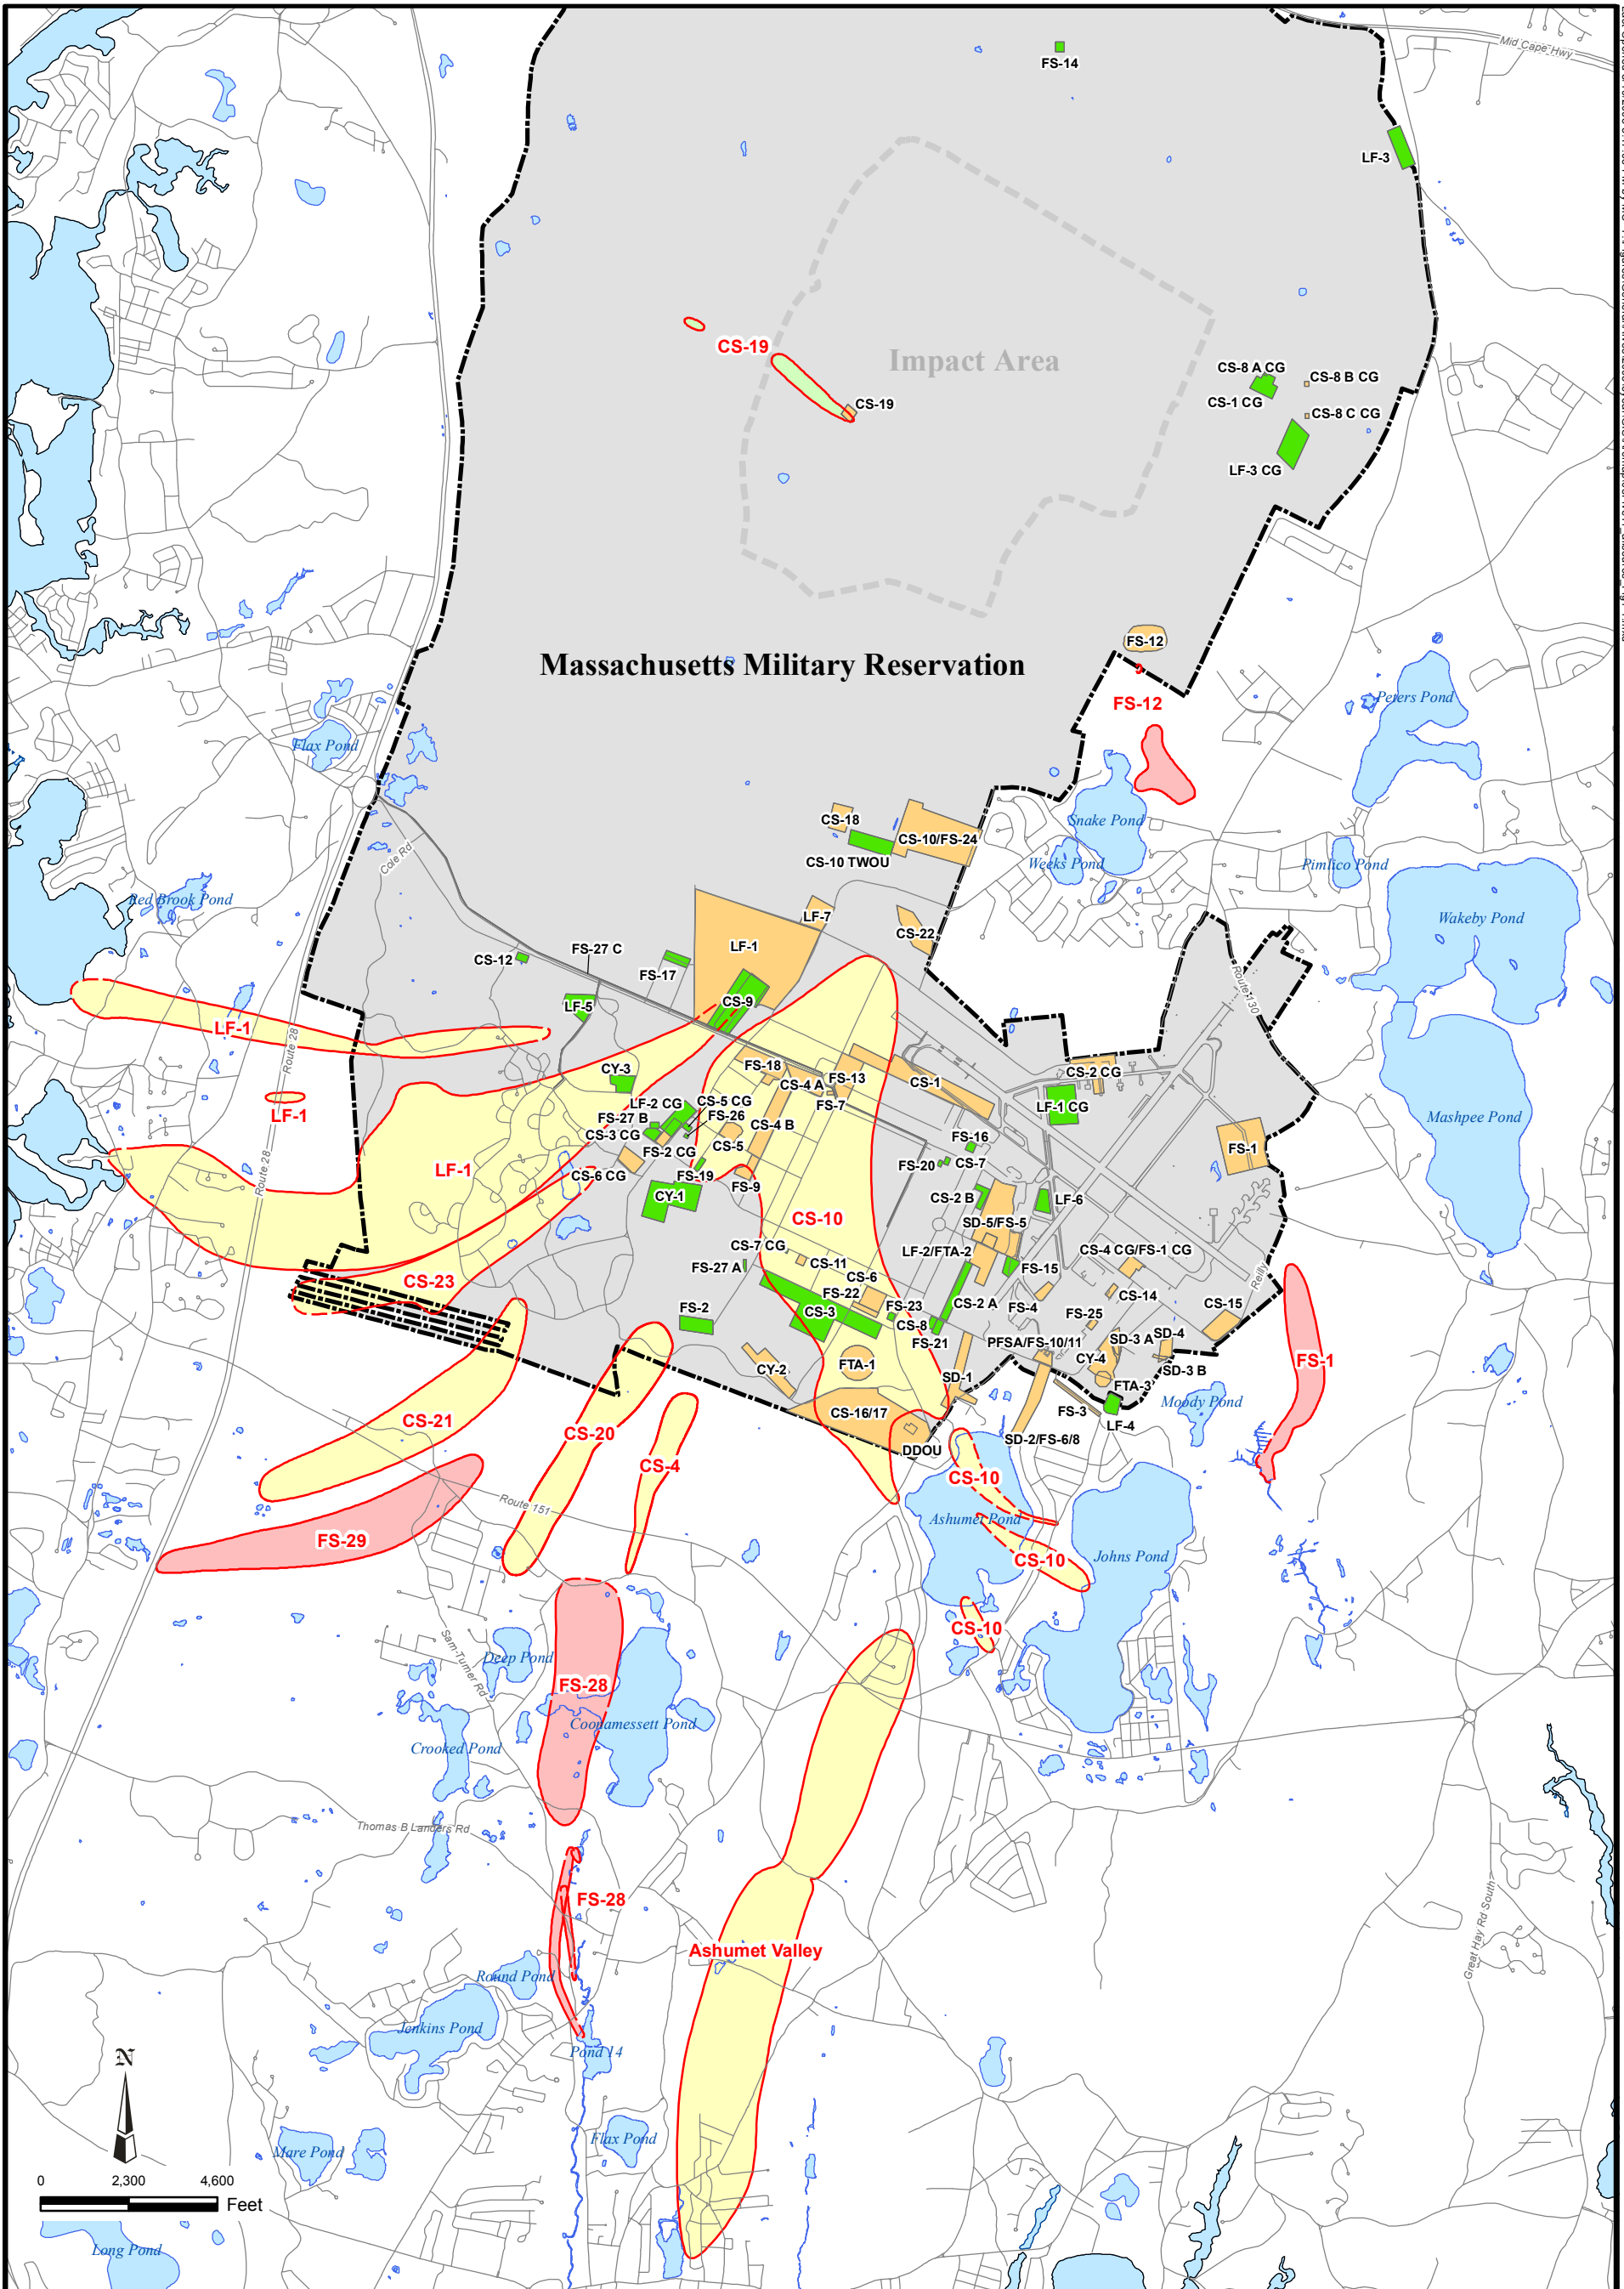 Mid Cape Hwy
FS-14
LF-3
CS-19
Impact Area
CS-19
CS-8 A CG
CS-8 B CG
CS-1 CG
CS-8 C CG
LF-3 CG
FS-12
Massachusetts Military Reservation
FS-12
Peters Pond
Flax Pond
Snake Pond
CS-18
CS-10/FS-24
CS-10 TWOU
Weeks Pond
Pimlico Pond
Cole Rd
Red Brook Pond
LF-7
Wakeby Pond
CS-22
LF-1
FS-27 C
CS-12
FS-17
Route 130
CS-9
LF-5
LF-1
Route 28
FS-18
CY-3
CS-4 A
FS-13
CS-1
CS-2 CG
LF-1
LF-2 CG
CS-5 CG
FS-7
LF-1 CG
FS-27 B
FS-26
Mashpee Pond
CS-3 CG
CS-4 B
CS-5
FS-16
FS-1
FS-2 CG
FS-20
CS-7
LF-1
CS-6 CG
FS-19
FS-9
Route 28
CY-1
CS-2 B
LF-6
CS-10
SD-5/FS-5
CS-7 CG
LF-2/FTA-2
CS-4 CG/FS-1 CG
FS-27 A
CS-11
FS-15
CS-23
CS-6
Reilly
FS-22
CS-14
FS-2
CS-3
FS-23
CS-2 A
FS-4
CS-15
CS-8
FS-25
FS-21
PFSA/FS-10/11
SD-3 A
SD-4
CY-2
FTA-1
CY-4
FS-1
SD-1
SD-3 B
FTA-3
Moody Pond
CS-21
CS-16/17
FS-3
LF-4
CS-20
DDOU
SD-2/FS-6/8
CS-4
CS-10
Route 151
Ashumet Pond
FS-29
CS-10
Johns Pond
CS-10
Sam Turner Rd
Deep Pond
FS-28
Coonamessett Pond
Crooked Pond
Thomas B Landers Rd
FS-28
Great Hay Rd South
Ashumet Valley
Round Pond
Jenkins Pond
Pond 14
N
Flax Pond
Mare Pond
0 2,300 4,600
Feet
Long Pond